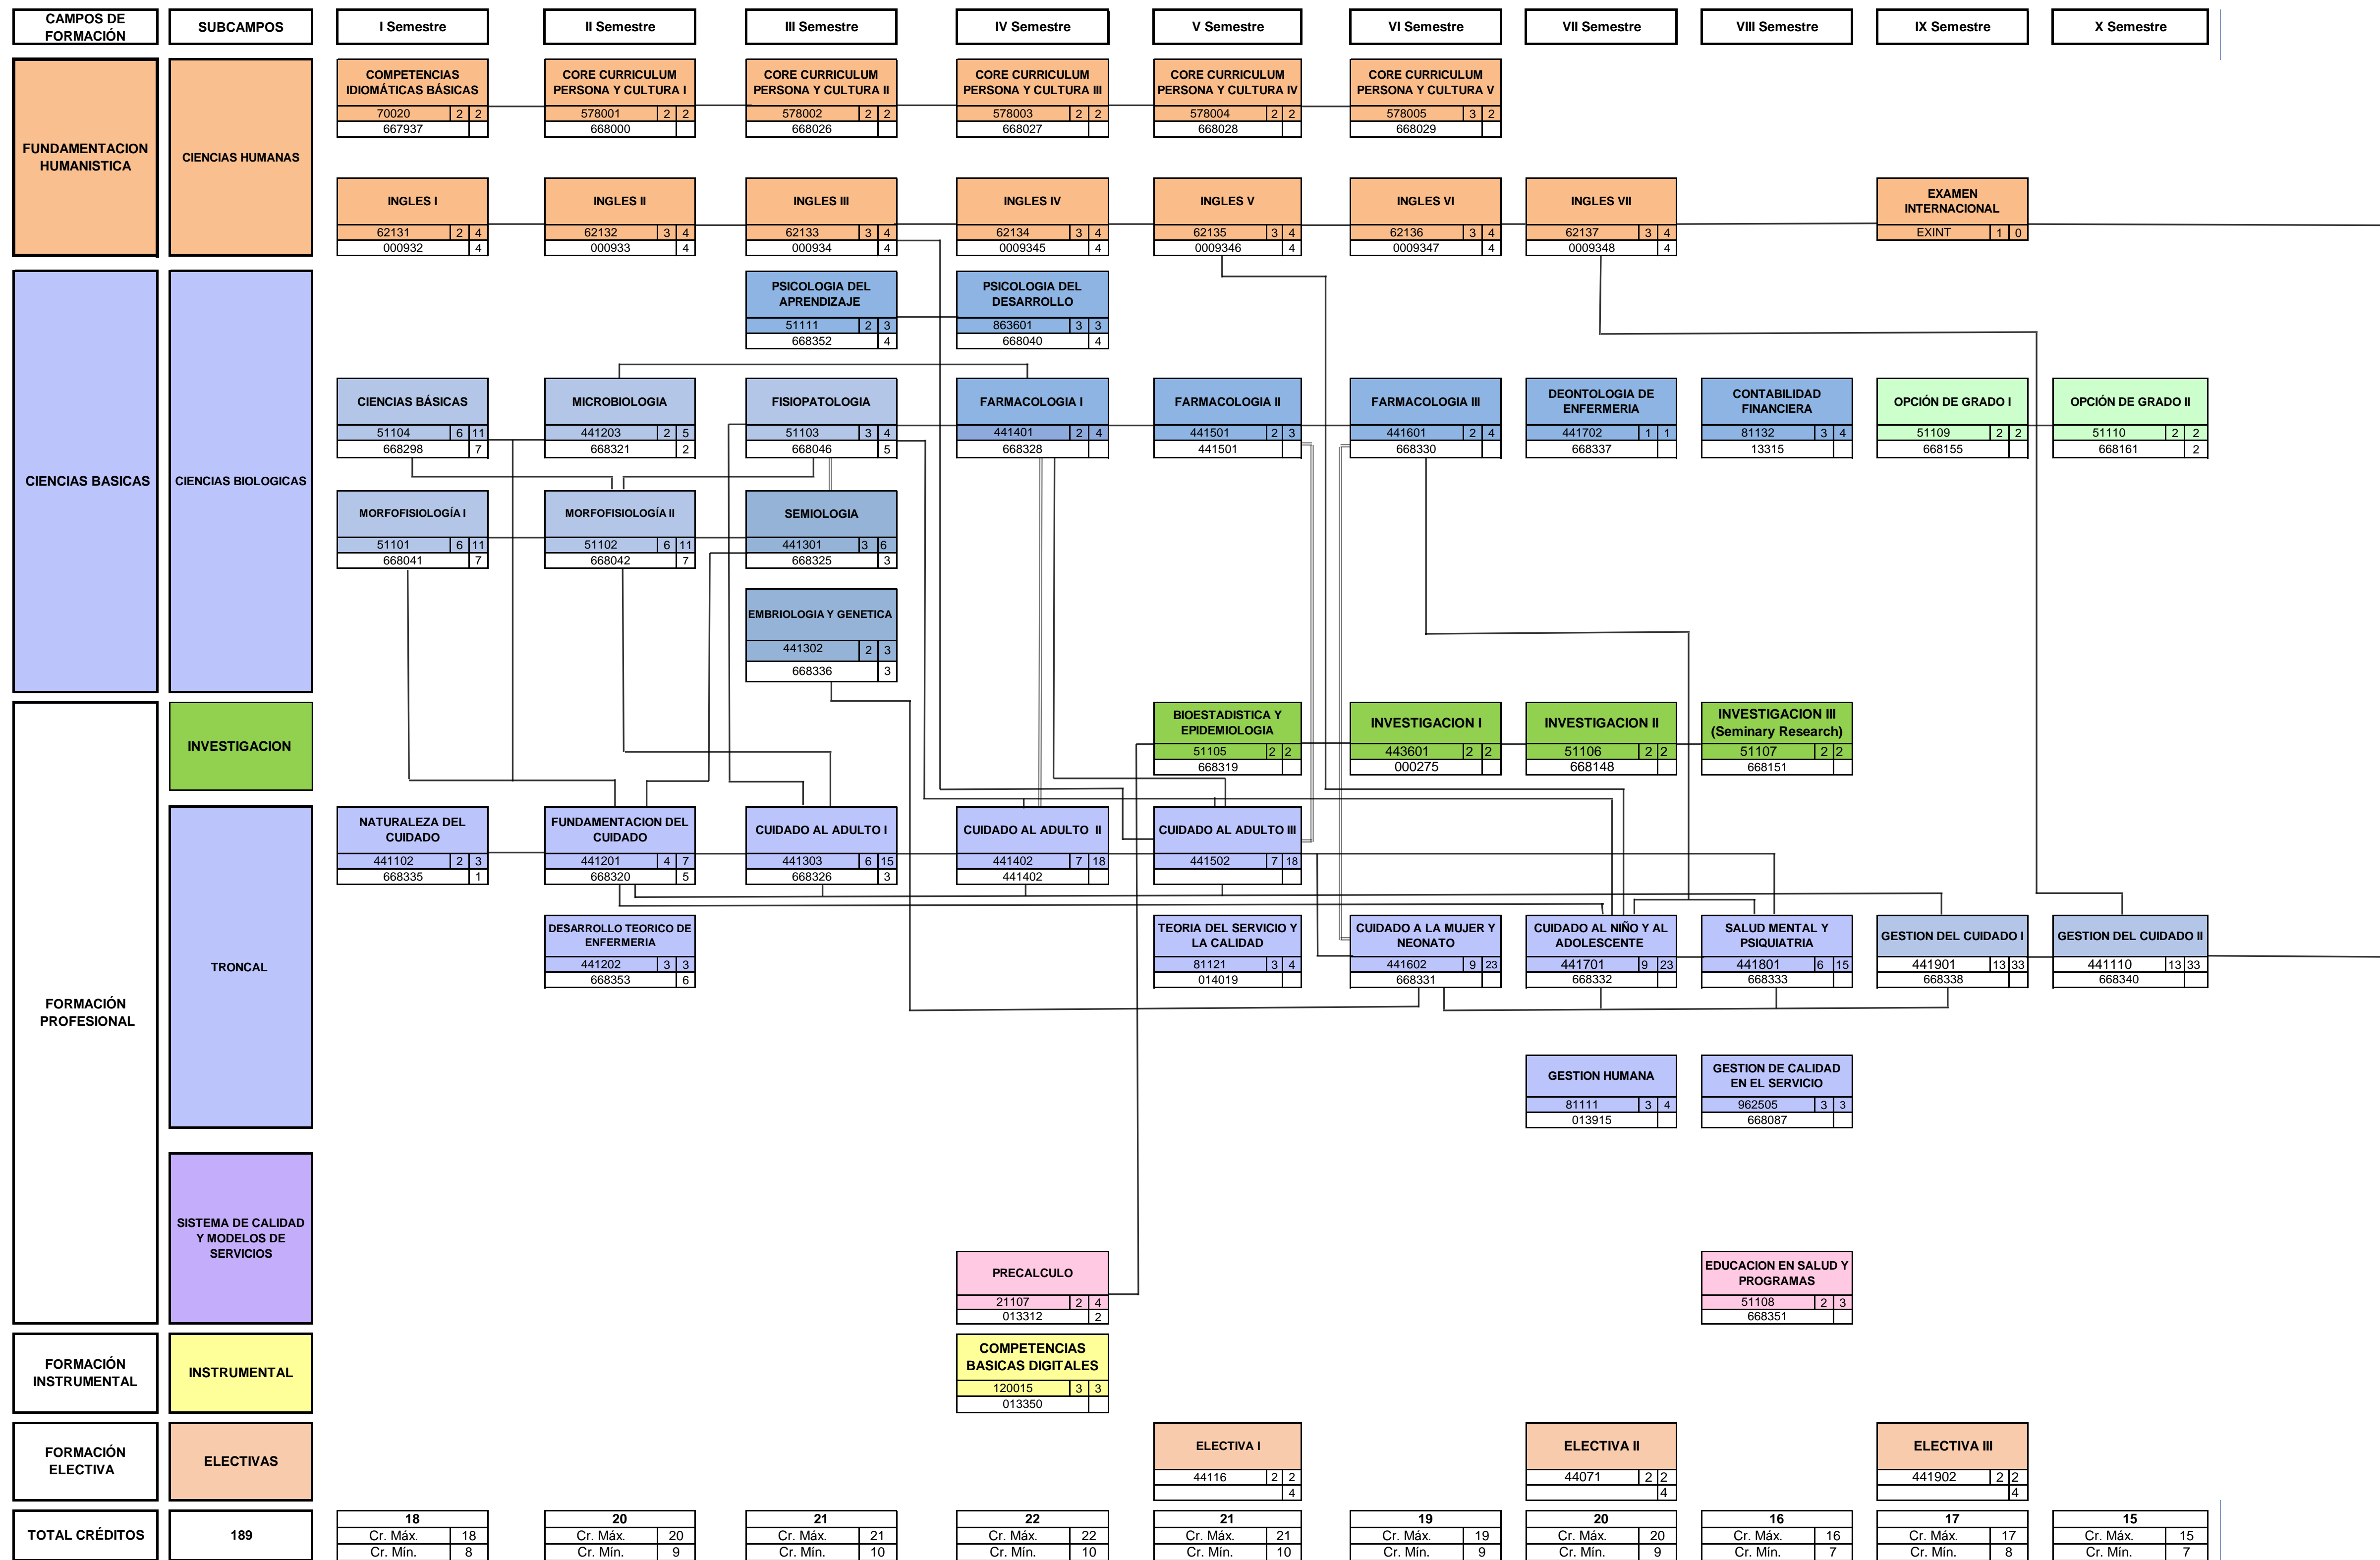 CAMPOS DE
FORMACIÓN
SUBCAMPOS
I Semestre
II Semestre
III Semestre
IV Semestre
V Semestre
VI Semestre
VII Semestre
VIII Semestre
IX Semestre
X Semestre
FUNDAMENTACION
HUMANISTICA
CIENCIAS HUMANAS
COMPETENCIAS
IDIOMÁTICAS BÁSICAS
70020 2 2
667937
CORE CURRICULUM
PERSONA Y CULTURA I
578001 2 2
668000
CORE CURRICULUM
PERSONA Y CULTURA II
578002 2 2
668026
CORE CURRICULUM
PERSONA Y CULTURA III
578003 2 2
668027
CORE CURRICULUM
PERSONA Y CULTURA IV
578004 2 2
668028
CORE CURRICULUM
PERSONA Y CULTURA V
578005 3 2
668029
INGLES I
62131 2 4
000932 4
INGLES II
62132 3 4
000933 4
INGLES III
62133 3 4
000934 4
INGLES IV
62134 3 4
0009345 4
INGLES V
62135 3 4
0009346 4
INGLES VI
62136 3 4
0009347 4
INGLES VII
62137 3 4
0009348 4
EXAMEN
INTERNACIONAL
EXINT 1 0
CIENCIAS BASICAS
CIENCIAS BIOLOGICAS
PSICOLOGIA DEL
APRENDIZAJE
51111 2 3
668352 4
PSICOLOGIA DEL
DESARROLLO
863601 3 3
668040 4
CIENCIAS BÁSICAS
51104 6 11
668298 7
MICROBIOLOGIA
441203 2 5
668321 2
FISIOPATOLOGIA
51103 3 4
668046 5
FARMACOLOGIA I
441401 2 4
668328
FARMACOLOGIA II
441501 2 3
441501
FARMACOLOGIA III
441601 2 4
668330
DEONTOLOGIA DE
ENFERMERIA
441702 1 1
668337
CONTABILIDAD
FINANCIERA
81132 3 4
13315
OPCIÓN DE GRADO I
51109 2 2
668155
OPCIÓN DE GRADO II
51110 2 2
668161 2
MORFOFISIOLOGÍA I
51101 6 11
668041 7
MORFOFISIOLOGÍA II
51102 6 11
668042 7
SEMIOLOGIA
441301 3 6
668325 3
EMBRIOLOGIA Y GENETICA
441302 2 3
668336 3
FORMACIÓN
PROFESIONAL
INVESTIGACION
BIOESTADISTICA Y
EPIDEMIOLOGIA
51105 2 2
668319
INVESTIGACION I
443601 2 2
000275
INVESTIGACION II
51106 2 2
668148
INVESTIGACION III
(Seminary Research)
51107 2 2
668151
TRONCAL
NATURALEZA DEL
CUIDADO
441102 2 3
668335 1
FUNDAMENTACION DEL
CUIDADO
441201 4 7
668320 5
CUIDADO AL ADULTO I
441303 6 15
668326 3
CUIDADO AL ADULTO II
441402 7 18
441402
CUIDADO AL ADULTO III
441502 7 18
DESARROLLO TEORICO DE
ENFERMERIA
441202 3 3
668353 6
TEORIA DEL SERVICIO Y
LA CALIDAD
81121 3 4
014019
CUIDADO A LA MUJER Y
NEONATO
441602 9 23
668331
CUIDADO AL NIÑO Y AL
ADOLESCENTE
441701 9 23
668332
SALUD MENTAL Y
PSIQUIATRIA
441801 6 15
668333
GESTION DEL CUIDADO I
441901 13 33
668338
GESTION DEL CUIDADO II
441110 13 33
668340
GESTION HUMANA
81111 3 4
013915
GESTION DE CALIDAD
EN EL SERVICIO
962505 3 3
668087
SISTEMA DE CALIDAD
Y MODELOS DE
SERVICIOS
PRECALCULO
21107 2 4
013312 2
EDUCACION EN SALUD Y
PROGRAMAS
51108 2 3
668351
FORMACIÓN
INSTRUMENTAL
INSTRUMENTAL
COMPETENCIAS
BASICAS DIGITALES
120015 3 3
013350
FORMACIÓN
ELECTIVA
ELECTIVAS
ELECTIVA I
44116 2 2
4
ELECTIVA II
44071 2 2
4
ELECTIVA III
441902 2 2
4
TOTAL CRÉDITOS
189
18
Cr. Máx. 18
Cr. Mín. 8
20
Cr. Máx. 20
Cr. Mín. 9
21
Cr. Máx. 21
Cr. Mín. 10
22
Cr. Máx. 22
Cr. Mín. 10
21
Cr. Máx. 21
Cr. Mín. 10
19
Cr. Máx. 19
Cr. Mín. 9
20
Cr. Máx. 20
Cr. Mín. 9
16
Cr. Máx. 16
Cr. Mín. 7
17
Cr. Máx. 17
Cr. Mín. 8
15
Cr. Máx. 15
Cr. Mín. 7